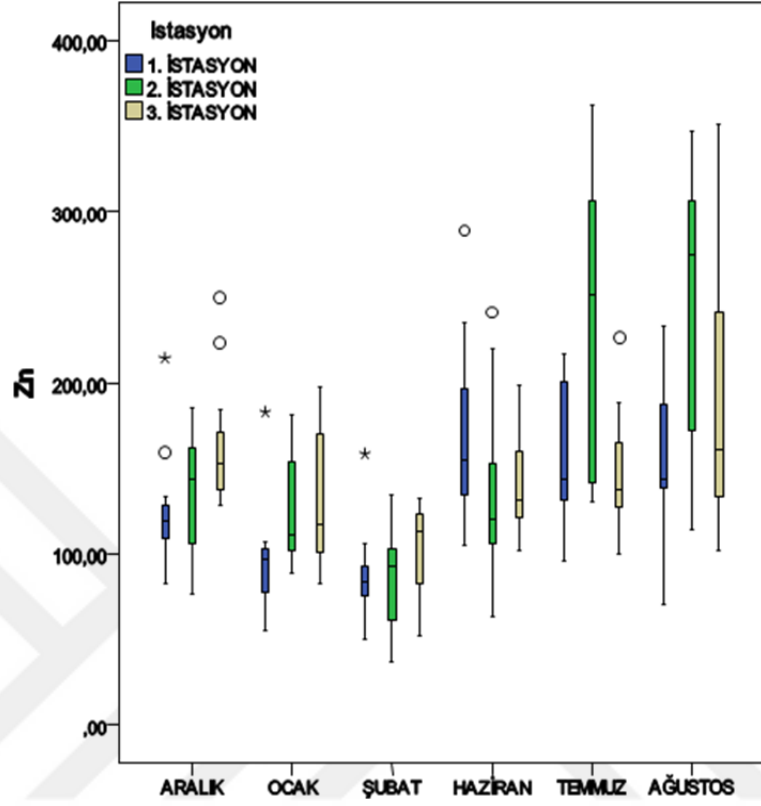 İstasyon
1. İSTASYON
2. İSTASYON
3. İSTASYON
Zn
400,00
300,00
200,00
100,00
,00
ARALIK OCAK ŞUBAT HAZİRAN TEMMUZ AĞUSTOS